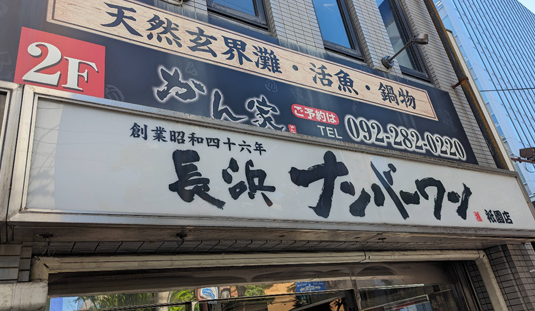 天然玄界灘・活魚・鍋物
2F
おん家
ご予約は
TEL 092-282-0220
創業昭和四十六年
長浜ナンバーワン
祇園店